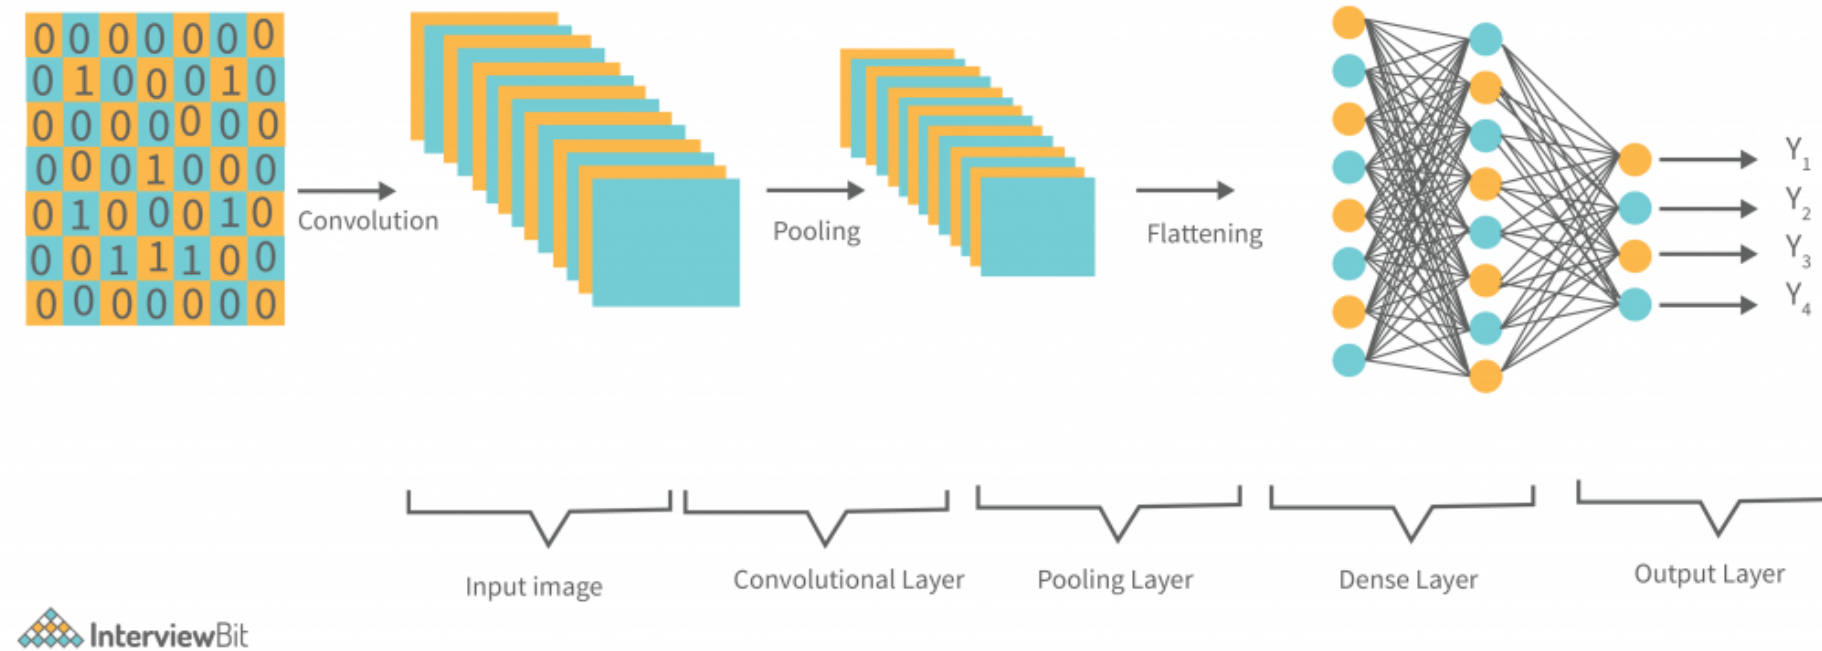 0 0 0 0 0 0 0
0 1 0 0 0 1 0
0 0 0 0 0 0 0
0 0 0 1 0 0 0
0 1 0 0 0 1 0
0 0 1 1 1 0 0
0 0 0 0 0 0 0
Convolution
Pooling
Flattening
Y1
Y2
Y3
Y4
Input image
Convolutional Layer
Pooling Layer
Dense Layer
Output Layer
InterviewBit